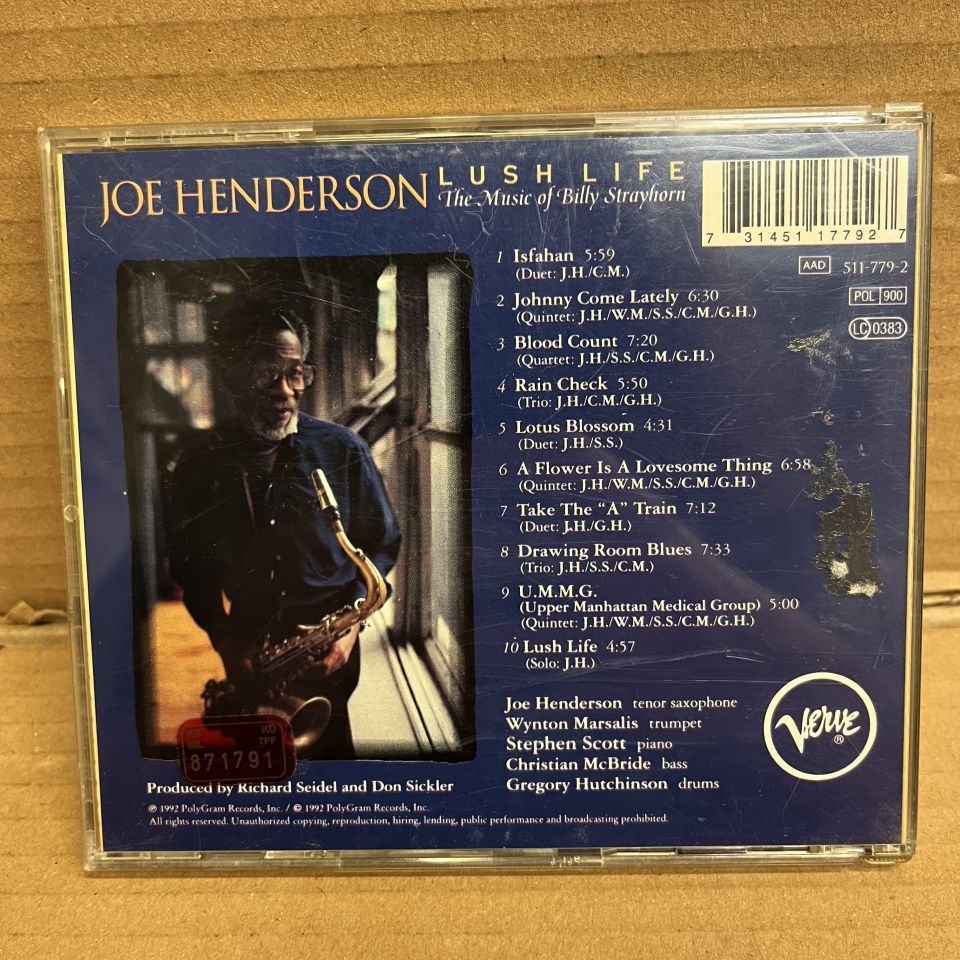 JOE HENDERSON
LUSH LIFE
The Music of Billy Strayhorn
7 31451 17792 7
AAD 511-779-2
POL 900
LC 0383
1 Isfahan 5:59
(Duet: J.H./C.M.)
2 Johnny Come Lately 6:30
(Quintet: J.H./W.M./S.S./C.M./G.H.)
3 Blood Count 7:20
(Quartet: J.H./S.S./C.M./G.H.)
4 Rain Check 5:50
(Trio: J.H./C.M./G.H.)
5 Lotus Blossom 4:31
(Duet: J.H./S.S.)
6 A Flower Is A Lovesome Thing 6:58
(Quintet: J.H./W.M./S.S./C.M./G.H.)
7 Take The “A” Train 7:12
(Duet: J.H./G.H.)
8 Drawing Room Blues 7:33
(Trio: J.H./S.S./C.M.)
9 U.M.M.G.
(Upper Manhattan Medical Group) 5:00
(Quintet: J.H./W.M./S.S./C.M./G.H.)
10 Lush Life 4:57
(Solo: J.H.)
Joe Henderson tenor saxophone
Wynton Marsalis trumpet
Stephen Scott piano
Christian McBride bass
Gregory Hutchinson drums
VERVE ®
871791
Produced by Richard Seidel and Don Sickler
℗ 1992 PolyGram Records, Inc. / © 1992 PolyGram Records, Inc.
All rights reserved. Unauthorized copying, reproduction, hiring, lending, public performance and broadcasting prohibited.